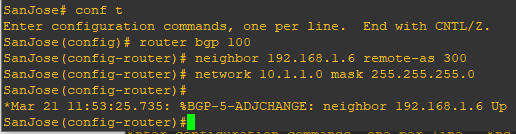 SanJose# conf t
Enter configuration commands, one per line.  End with CNTL/Z.
SanJose(config)# router bgp 100
SanJose(config-router)# neighbor 192.168.1.6 remote-as 300
SanJose(config-router)# network 10.1.1.0 mask 255.255.255.0
SanJose(config-router)#
*Mar 21 11:53:25.735: %BGP-5-ADJCHANGE: neighbor 192.168.1.6 Up
SanJose(config-router)#